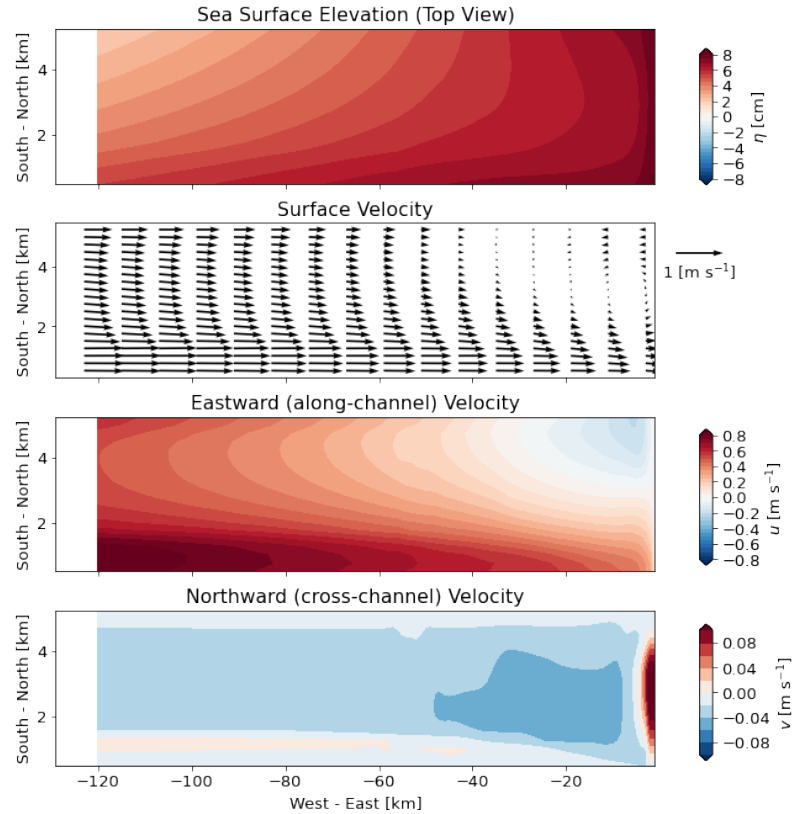 Sea Surface Elevation (Top View)
South - North [km]
4
2
8
6
4
2
0
−2
−4
−6
−8
η [cm]
Surface Velocity
South - North [km]
4
2
1 [m s⁻¹]
Eastward (along-channel) Velocity
South - North [km]
4
2
0.8
0.6
0.4
0.2
0.0
−0.2
−0.4
−0.6
−0.8
u [m s⁻¹]
Northward (cross-channel) Velocity
South - North [km]
4
2
0.08
0.04
0.00
−0.04
−0.08
v [m s⁻¹]
−120 −100 −80 −60 −40 −20
West - East [km]